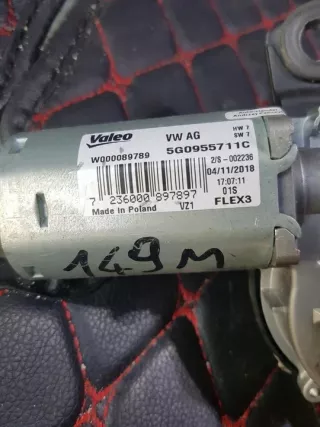 Valeo VW AG HW 7
SW 7
5G0955711C
W000089789 2/S-002236
04/11/2018
17:07:11
7 236000 897897 01S
Made in Poland VZ1 FLEX3
149M